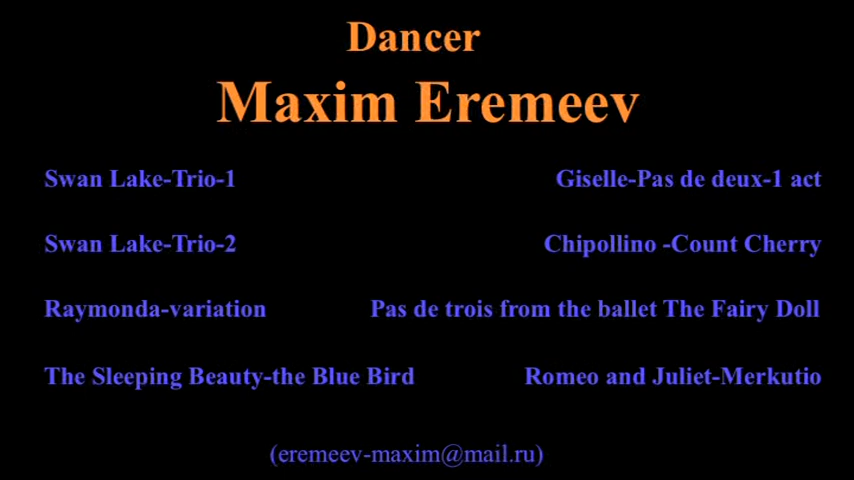 Dancer
Maxim Eremeev
Swan Lake-Trio-1
Giselle-Pas de deux-1 act
Swan Lake-Trio-2
Chipollino -Count Cherry
Raymonda-variation
Pas de trois from the ballet The Fairy Doll
The Sleeping Beauty-the Blue Bird
Romeo and Juliet-Merkutio
(eremeev-maxim@mail.ru)